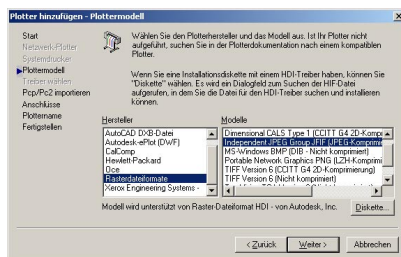 Plotter hinzufügen - Plottermodell
Start
Netzwerk-Plotter
Systemdrucker
Plottermodell
Treiber wählen
Pcp/Pc2 importieren
Anschlüsse
Plottername
Fertigstellen
Wählen Sie den Plotterhersteller und das Modell aus. Ist Ihr Plotter nicht
aufgeführt, suchen Sie in der Plotterdokumentation nach einem kompatiblen
Plotter.
Wenn Sie eine Installationsdiskette mit einem HDI-Treiber haben, können Sie
"Diskette" wählen. Es wird ein Dialogfeld zum Suchen der HIF-Datei
aufgerufen, in dem Sie die Datei für den HDI-Treiber suchen und installieren
können.
Hersteller
AutoCAD DXB-Datei
Autodesk-ePlot (DWF)
CalComp
Hewlett-Packard
Oce
Rasterdateiformate
Xerox Engineering Systems -
Modelle
Dimensional CALS Type 1 (CCITT G4 2D-Kompr
Independent JPEG Group JFIF (JPEG-Komprimie
MS-Windows BMP (DIB - Nicht komprimiert)
Portable Network Graphics PNG (LZH-Komprimi
TIFF Version 6 (CCITT G4 2D-Komprimierung)
TIFF Version 6 (Nicht komprimiert)
Modell wird unterstützt von Raster-Dateiformat HDI - von Autodesk, Inc.
Diskette...
< Zurück
Weiter >
Abbrechen